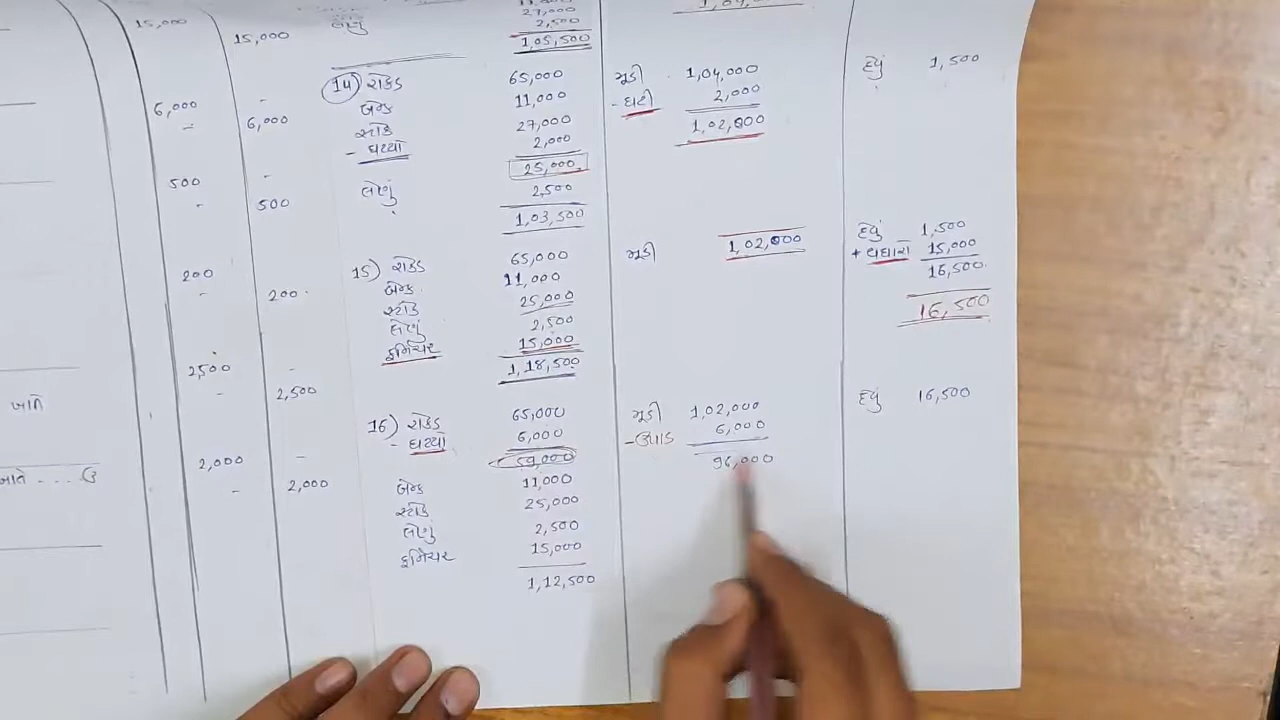 15,000
15,000
6,000 -
- 6,000
500 -
- 500
200
- 200
2,500 -
- 2,500
ખાતે
2,000 -
ખાતે ... ઉ
- 2,000
લેણું 27,000
2,500
1,05,500
14) રોકડ 65,000
બેન્ક 11,000
સ્ટોક 27,000
- ઘટ્યો 2,000
25,000
લેણું 2,500
1,03,500
15) રોકડ 65,000
બેન્ક 11,000
સ્ટોક 25,000
લેણું 2,500
ફર્નિચર 15,000
1,18,500
16) રોકડ 65,000
- ઘટ્યો 6,000
59,000
બેન્ક 11,000
સ્ટોક 25,000
લેણું 2,500
ફર્નિચર 15,000
1,12,500
મૂડી 1,04,000
- ઘટી 2,000
1,02,000
મૂડી 1,02,000
મૂડી 1,02,000
- ઉપાડ 6,000
96,000
દેવું 1,500
દેવું 1,500
+ વધારો 15,000
16,500
16,500
દેવું 16,500